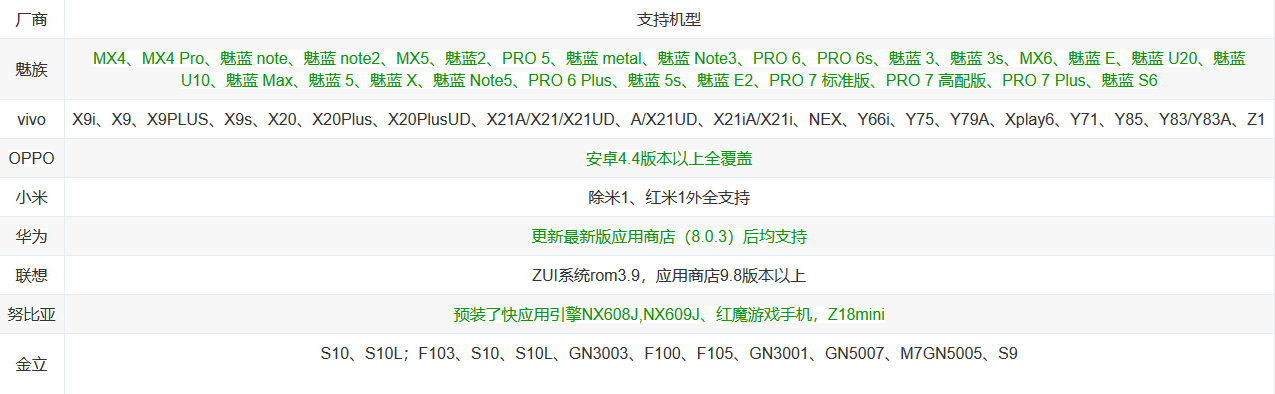 厂商 支持机型
魅族 MX4、MX4 Pro、魅蓝 note、魅蓝 note2、MX5、魅蓝2、PRO 5、魅蓝 metal、魅蓝 Note3、PRO 6、PRO 6s、魅蓝 3、魅蓝 3s、MX6、魅蓝 E、魅蓝 U20、魅蓝
U10、魅蓝 Max、魅蓝 5、魅蓝 X、魅蓝 Note5、PRO 6 Plus、魅蓝 5s、魅蓝 E2、PRO 7 标准版、PRO 7 高配版、PRO 7 Plus、魅蓝 S6
vivo X9i、X9、X9PLUS、X9s、X20、X20Plus、X20PlusUD、X21A/X21/X21UD、A/X21UD、X21iA/X21i、NEX、Y66i、Y75、Y79A、Xplay6、Y71、Y85、Y83/Y83A、Z1
OPPO 安卓4.4版本以上全覆盖
小米 除米1、红米1外全支持
华为 更新最新版应用商店（8.0.3）后均支持
联想 ZUI系统rom3.9，应用商店9.8版本以上
努比亚 预装了快应用引擎NX608J,NX609J、红魔游戏手机，Z18mini
金立 S10、S10L；F103、S10、S10L、GN3003、F100、F105、GN3001、GN5007、M7GN5005、S9